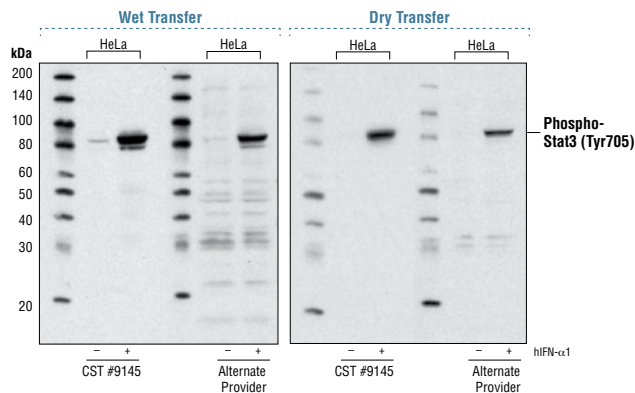 Wet Transfer
Dry Transfer
kDa
HeLa
HeLa
HeLa
HeLa
200
140
100
80
60
50
40
30
20
Phospho-
Stat3 (Tyr705)
– + – + – + – + hIFN-α1
CST #9145
Alternate
Provider
CST #9145
Alternate
Provider